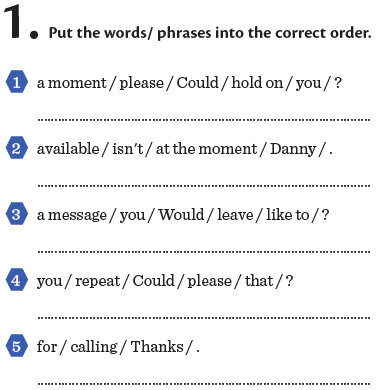 1. Put the words/ phrases into the correct order.
1 a moment / please / Could / hold on / you / ?
2 available / isn't / at the moment / Danny / .
3 a message / you / Would / leave / like to / ?
4 you / repeat / Could / please / that / ?
5 for / calling / Thanks / .